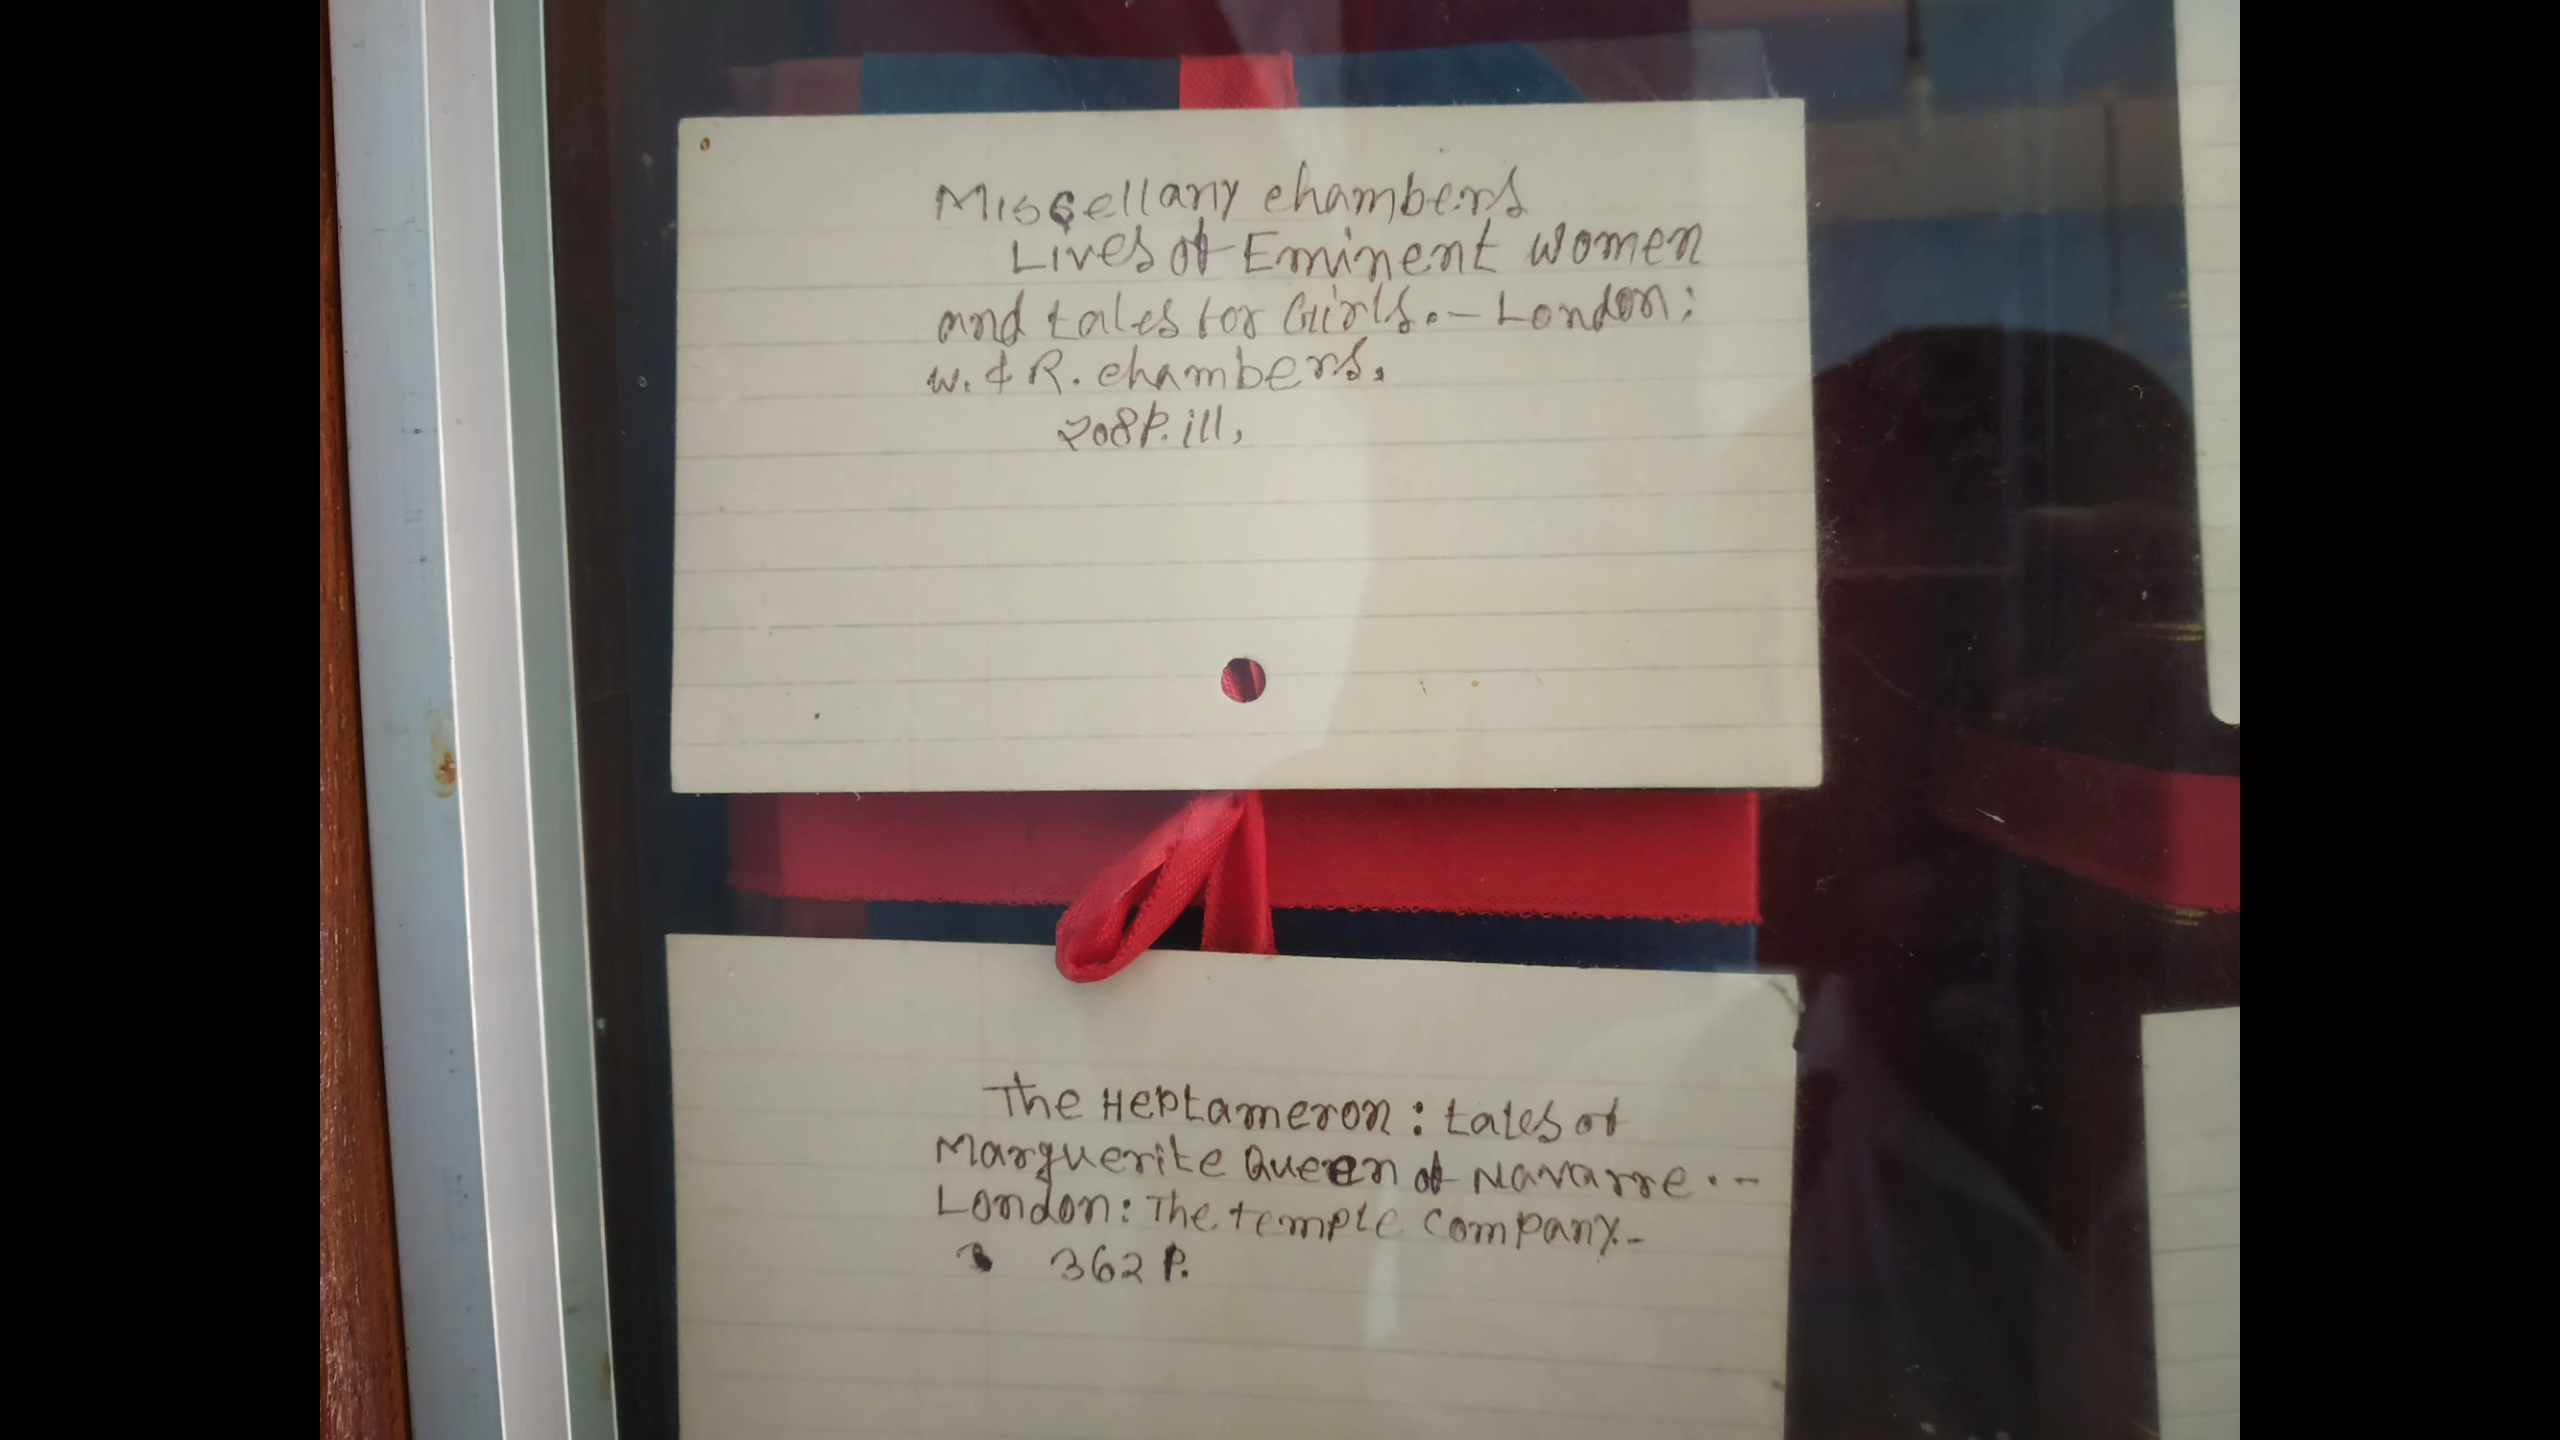 Miscellany chambers
Lives of Eminent women
and tales for Girls.- London:
W. & R. chambers.
208P. ill,
The Heptameron: tales of
Marguerite Queen of Navarre.-
London: The temple company.-
362 P.